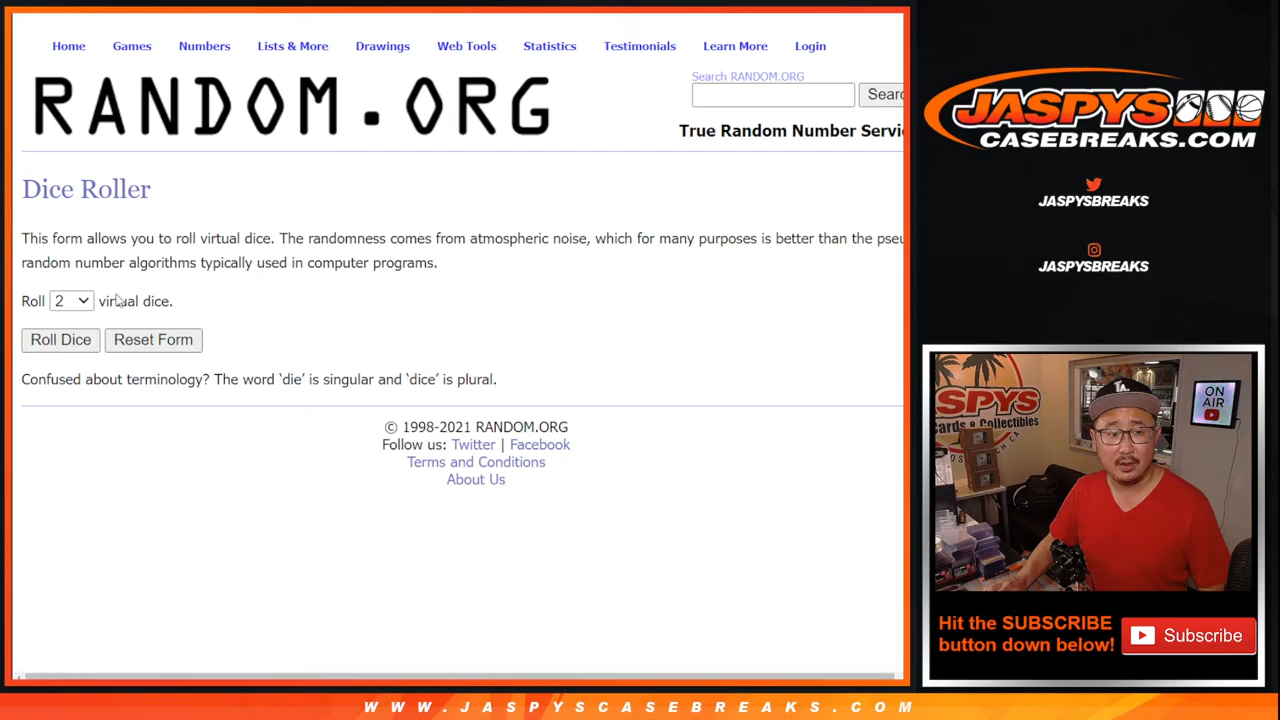 Home Games Numbers Lists & More Drawings Web Tools Statistics Testimonials Learn More Login
RANDOM.ORG
Search RANDOM.ORG
Searc
True Random Number Servi
Dice Roller
This form allows you to roll virtual dice. The randomness comes from atmospheric noise, which for many purposes is better than the pseu
random number algorithms typically used in computer programs.
Roll 2 virtual dice.
Roll Dice Reset Form
Confused about terminology? The word ‘die’ is singular and ‘dice’ is plural.
© 1998-2021 RANDOM.ORG
Follow us: Twitter | Facebook
Terms and Conditions
About Us
JASPYS
CASEBREAKS.COM
JASPYSBREAKS
JASPYSBREAKS
ASPYS
Cards & Collectibles
ON
AIR
LA
Hit the SUBSCRIBE
button down below!
Subscribe
WWW.JASPYSCASEBREAKS.COM